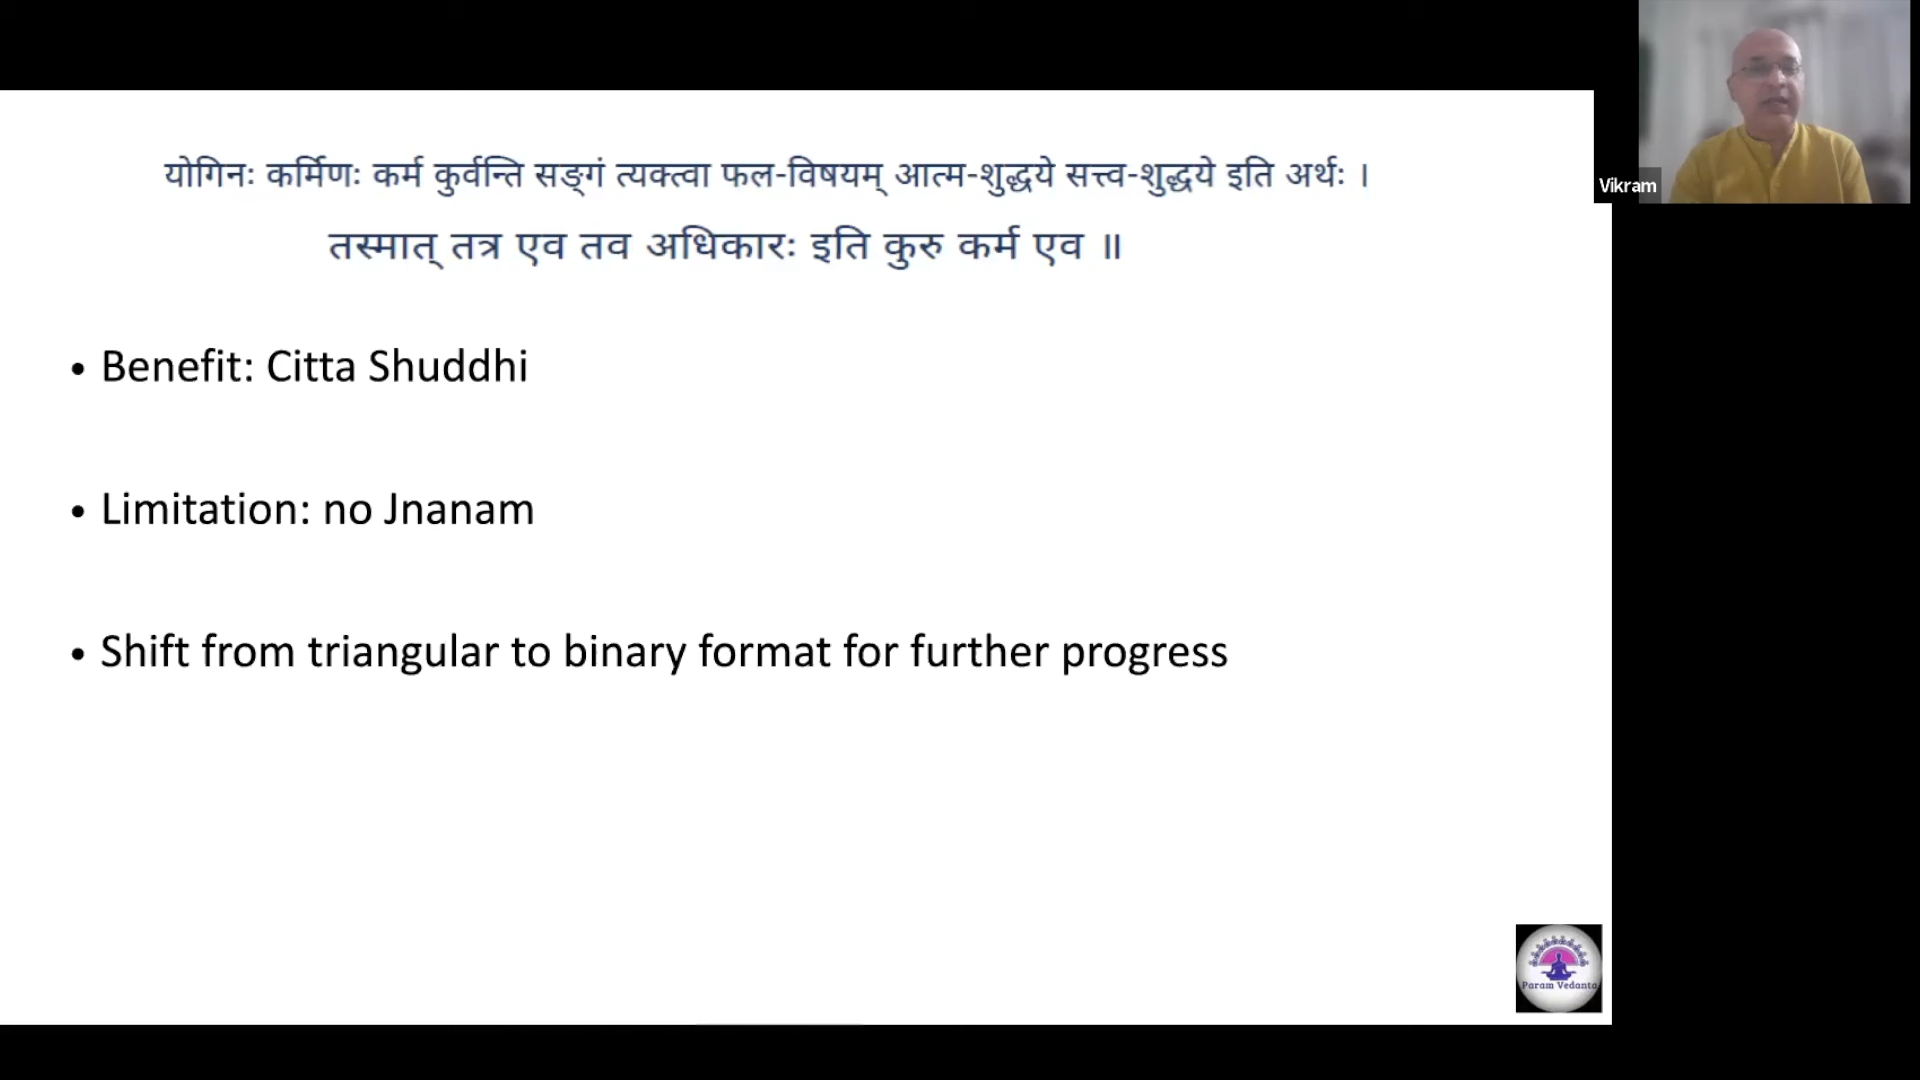 योगिनः कर्मिणः कर्म कुर्वन्ति सङ्गं त्यक्त्वा फल-विषयम् आत्म-शुद्धये सत्त्व-शुद्धये इति अर्थः ।
तस्मात् तत्र एव तव अधिकारः इति कुरु कर्म एव ॥
• Benefit: Citta Shuddhi
• Limitation: no Jnanam
• Shift from triangular to binary format for further progress
Vikram
Param Vedanta